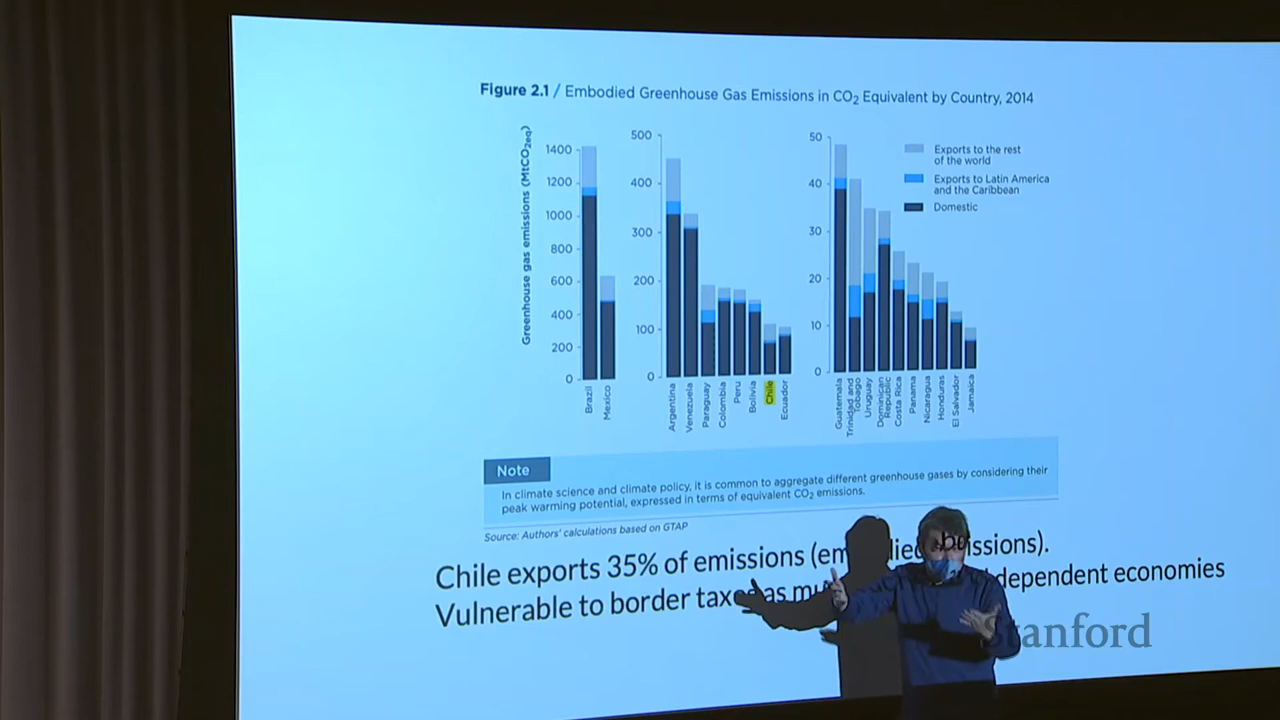 Figure 2.1 / Embodied Greenhouse Gas Emissions in CO2 Equivalent by Country, 2014
Greenhouse gas emissions (MtCO2eq)
1400
1200
1000
800
600
400
200
0
Brazil
Mexico
500
400
300
200
100
0
Argentina
Venezuela
Paraguay
Colombia
Peru
Bolivia
Chile
Ecuador
50
40
30
20
10
0
Guatemala
Trinidad and
Tobago
Uruguay
Dominican
Republic
Costa Rica
Panama
Nicaragua
Honduras
El Salvador
Jamaica
Exports to the rest
of the world
Exports to Latin America
and the Caribbean
Domestic
Note
In climate science and climate policy, it is common to aggregate different greenhouse gases by considering their
peak warming potential, expressed in terms of equivalent CO2 emissions.
Source: Authors' calculations based on GTAP
Chile exports 35% of emissions
Vulnerable to border taxes as dependent economies
Stanford